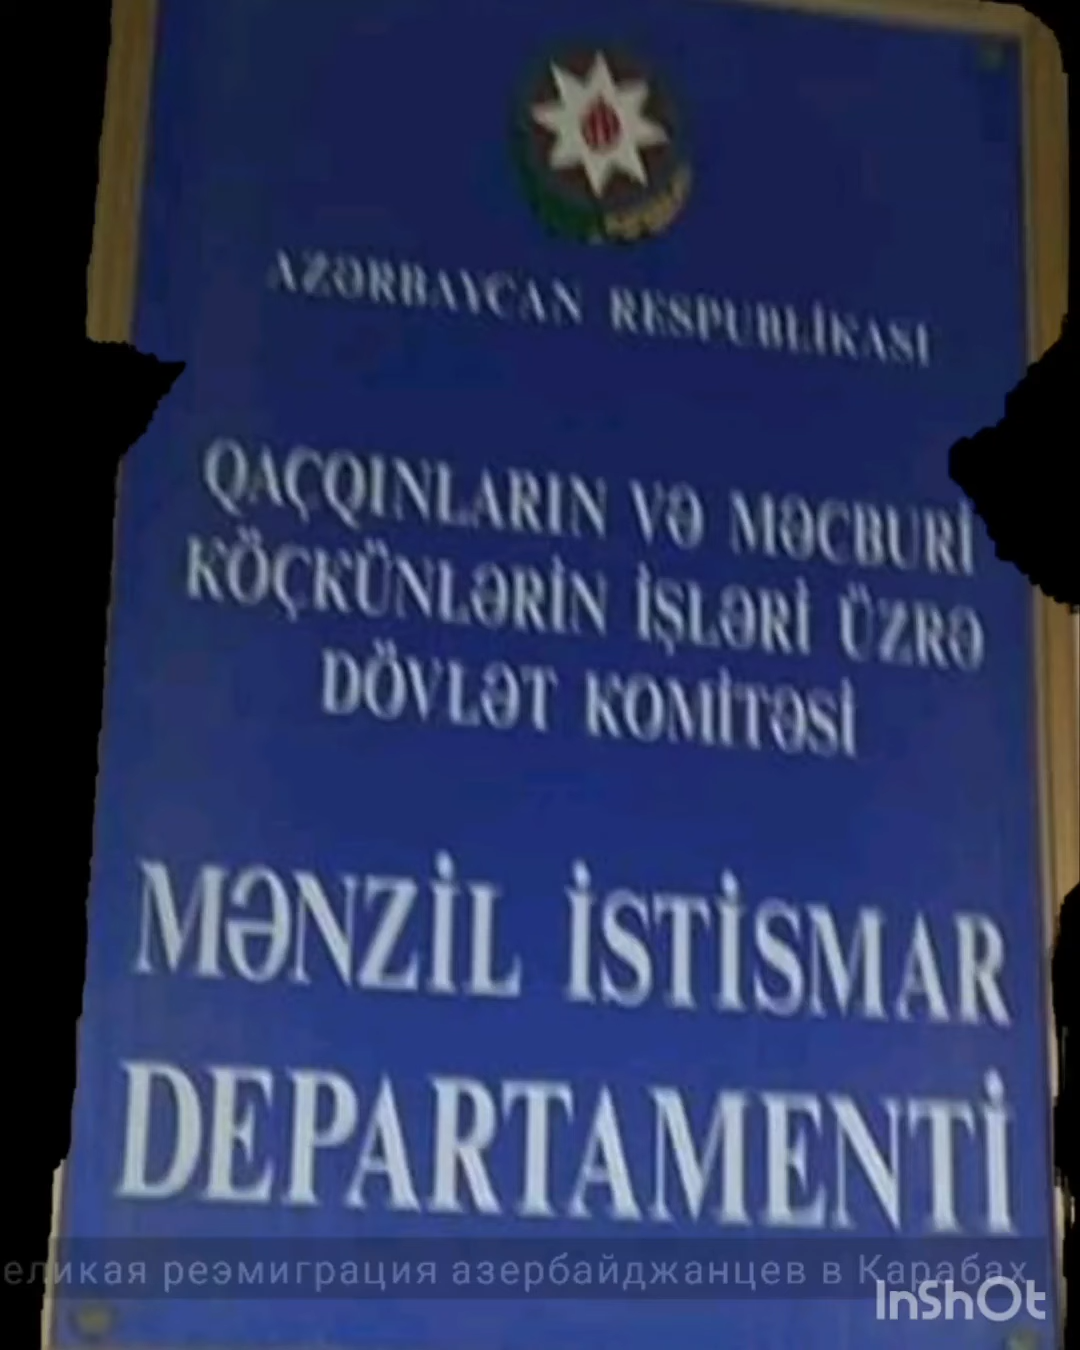 AZƏRBAYCAN RESPUBLİKASI
QAÇQINLARIN VƏ MƏCBURİ
KÖÇKÜNLƏRİN İŞLƏRİ ÜZRƏ
DÖVLƏT KOMİTƏSİ
MƏNZİL İSTİSMAR
DEPARTAMENTİ
еликая реэмиграция азербайджанцев в Карабах
InShOt